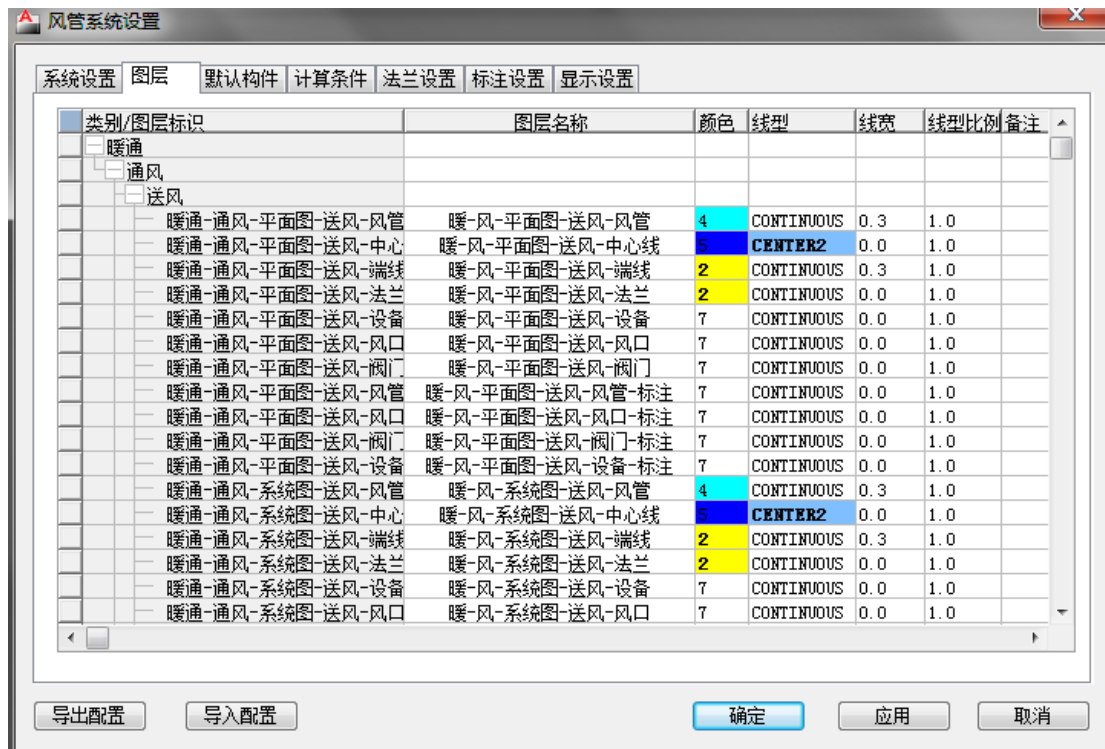 风管系统设置
系统设置 图层 默认构件 计算条件 法兰设置 标注设置 显示设置
类别/图层标识 图层名称 颜色 线型 线宽 线型比例 备注
暖通
通风
送风
暖通-通风-平面图-送风-风管 暖-风-平面图-送风-风管 4 CONTINUOUS 0.3 1.0
暖通-通风-平面图-送风-中心 暖-风-平面图-送风-中心线 5 CENTER2 0.0 1.0
暖通-通风-平面图-送风-端线 暖-风-平面图-送风-端线 2 CONTINUOUS 0.3 1.0
暖通-通风-平面图-送风-法兰 暖-风-平面图-送风-法兰 2 CONTINUOUS 0.0 1.0
暖通-通风-平面图-送风-设备 暖-风-平面图-送风-设备 7 CONTINUOUS 0.0 1.0
暖通-通风-平面图-送风-风口 暖-风-平面图-送风-风口 7 CONTINUOUS 0.0 1.0
暖通-通风-平面图-送风-阀门 暖-风-平面图-送风-阀门 7 CONTINUOUS 0.0 1.0
暖通-通风-平面图-送风-风管 暖-风-平面图-送风-风管-标注 7 CONTINUOUS 0.0 1.0
暖通-通风-平面图-送风-风口 暖-风-平面图-送风-风口-标注 7 CONTINUOUS 0.0 1.0
暖通-通风-平面图-送风-阀门 暖-风-平面图-送风-阀门-标注 7 CONTINUOUS 0.0 1.0
暖通-通风-平面图-送风-设备 暖-风-平面图-送风-设备-标注 7 CONTINUOUS 0.0 1.0
暖通-通风-系统图-送风-风管 暖-风-系统图-送风-风管 4 CONTINUOUS 0.3 1.0
暖通-通风-系统图-送风-中心 暖-风-系统图-送风-中心线 5 CENTER2 0.0 1.0
暖通-通风-系统图-送风-端线 暖-风-系统图-送风-端线 2 CONTINUOUS 0.3 1.0
暖通-通风-系统图-送风-法兰 暖-风-系统图-送风-法兰 2 CONTINUOUS 0.0 1.0
暖通-通风-系统图-送风-设备 暖-风-系统图-送风-设备 7 CONTINUOUS 0.0 1.0
暖通-通风-系统图-送风-风口 暖-风-系统图-送风-风口 7 CONTINUOUS 0.0 1.0
导出配置 导入配置 确定 应用 取消